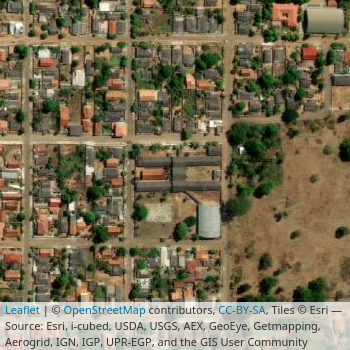 Leaflet | © OpenStreetMap contributors, CC-BY-SA, Tiles © Esri —
Source: Esri, i-cubed, USDA, USGS, AEX, GeoEye, Getmapping,
Aerogrid, IGN, IGP, UPR-EGP, and the GIS User Community